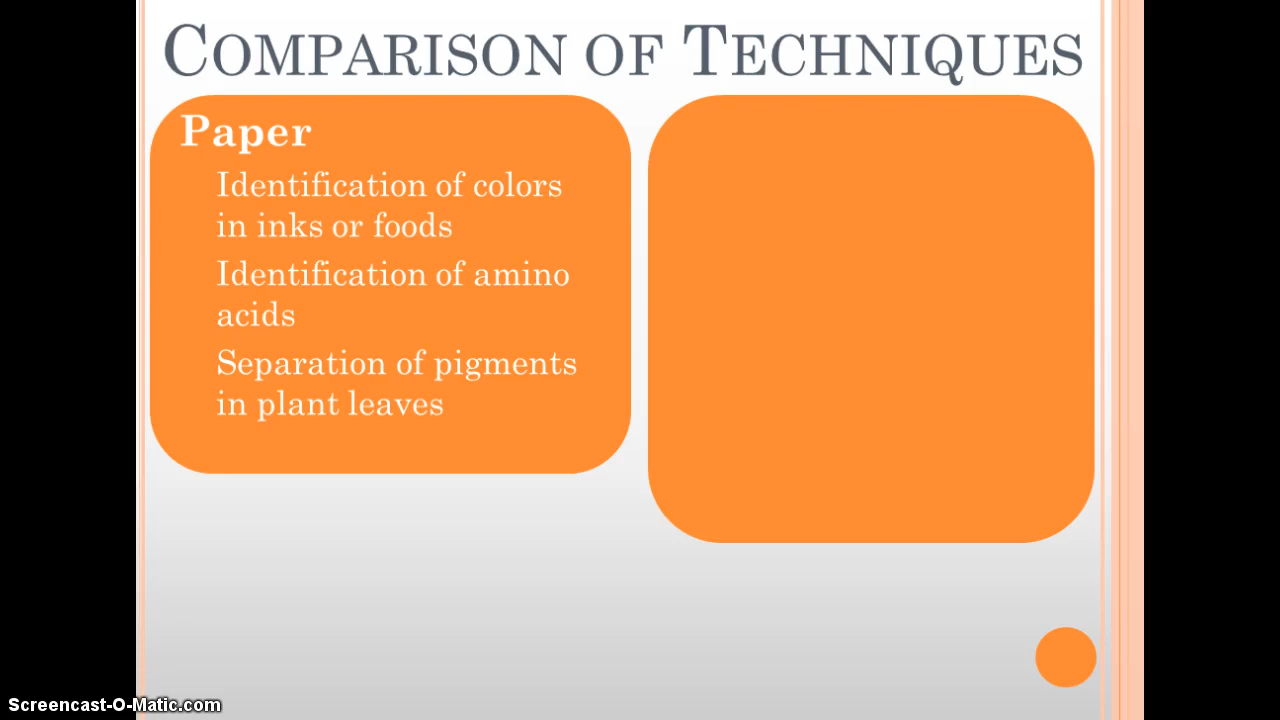 COMPARISON OF TECHNIQUES
Paper
Identification of colors
in inks or foods
Identification of amino
acids
Separation of pigments
in plant leaves
Screencast-O-Matic.com